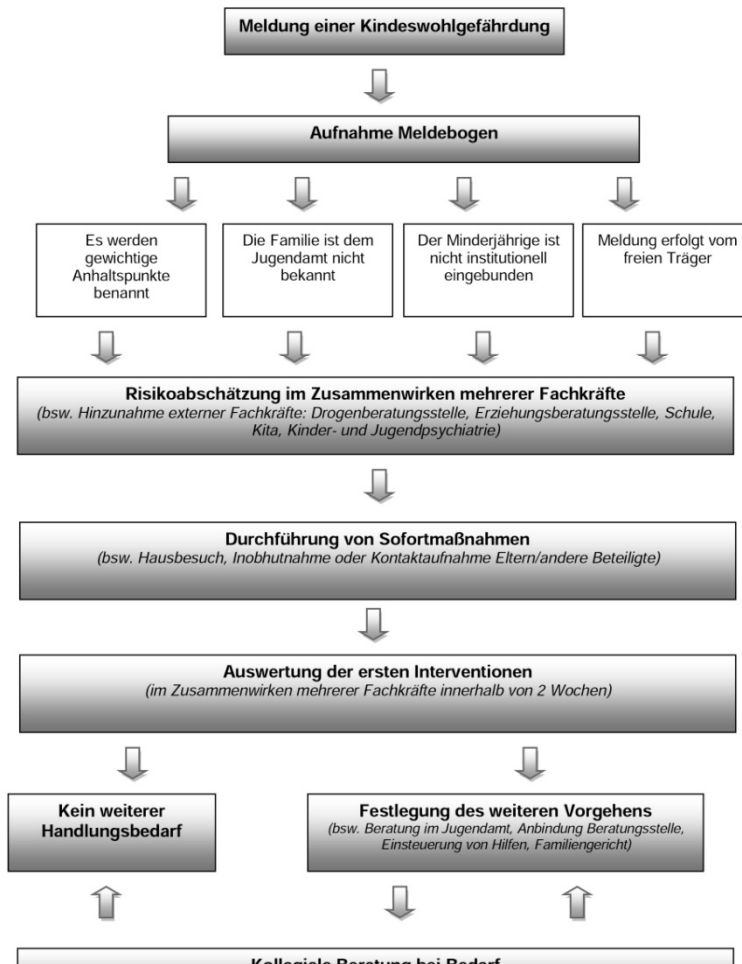 Meldung einer Kindeswohlgefährdung
Aufnahme Meldebogen
Es werden
gewichtige
Anhaltspunkte
benannt
Die Familie ist dem
Jugendamt nicht
bekannt
Der Minderjährige ist
nicht institutionell
eingebunden
Meldung erfolgt vom
freien Träger
Risikoabschätzung im Zusammenwirken mehrerer Fachkräfte
(bsw. Hinzunahme externer Fachkräfte: Drogenberatungsstelle, Erziehungsberatungsstelle, Schule,
Kita, Kinder- und Jugendpsychiatrie)
Durchführung von Sofortmaßnahmen
(bsw. Hausbesuch, Inobhutnahme oder Kontaktaufnahme Eltern/andere Beteiligte)
Auswertung der ersten Interventionen
(im Zusammenwirken mehrerer Fachkräfte innerhalb von 2 Wochen)
Kein weiterer
Handlungsbedarf
Festlegung des weiteren Vorgehens
(bsw. Beratung im Jugendamt, Anbindung Beratungsstelle,
Einsteuerung von Hilfen, Familiengericht)
Kollegiale Beratung bei Bedarf